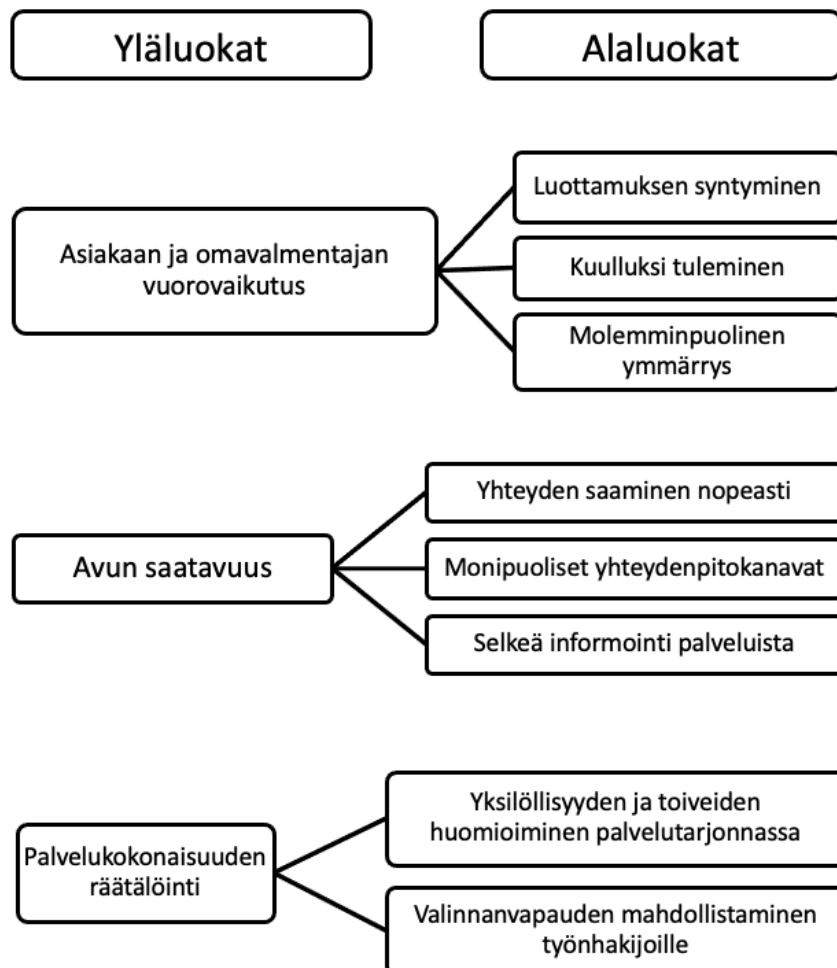 Yläluokat
Alaluokat
Asiakaan ja omavalmentajan
vuorovaikutus
Luottamuksen syntyminen
Kuulluksi tuleminen
Molemminpuolinen
ymmärrys
Avun saatavuus
Yhteyden saaminen nopeasti
Monipuoliset yhteydenpitokanavat
Selkeä informointi palveluista
Palvelukokonaisuuden
räätälöinti
Yksilöllisyyden ja toiveiden
huomioiminen palvelutarjonnassa
Valinnanvapauden mahdollistaminen
työnhakijoille